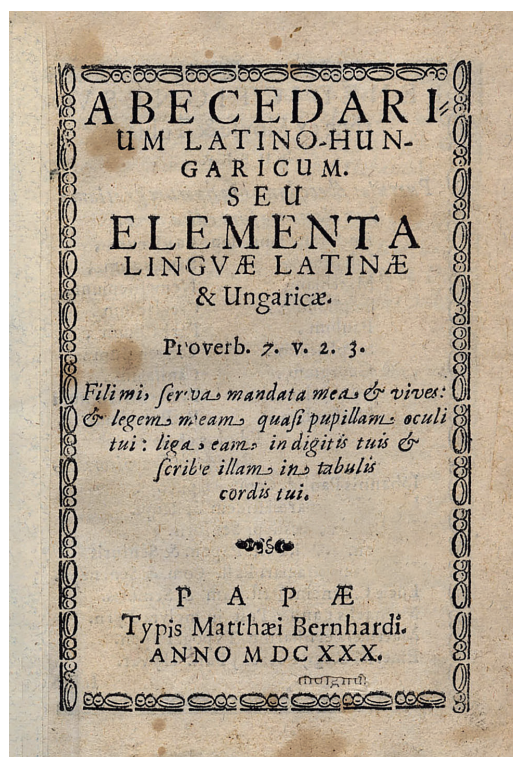 ABECEDARI-
UM LATINO-HUN-
GARICUM.
SEU
ELEMENTA
LINGVÆ LATINÆ
& Ungaricæ.
Proverb. 7. v. 2. 3.
Fili mi, ſerva mandata mea & vives:
& legem meam quaſi pupillam oculi
tui: liga eam in digitis tuis &
ſcribe illam in tabulis
cordis tui.
PAPÆ
Typis Matthæi Bernhardi.
ANNO MDCXXX.